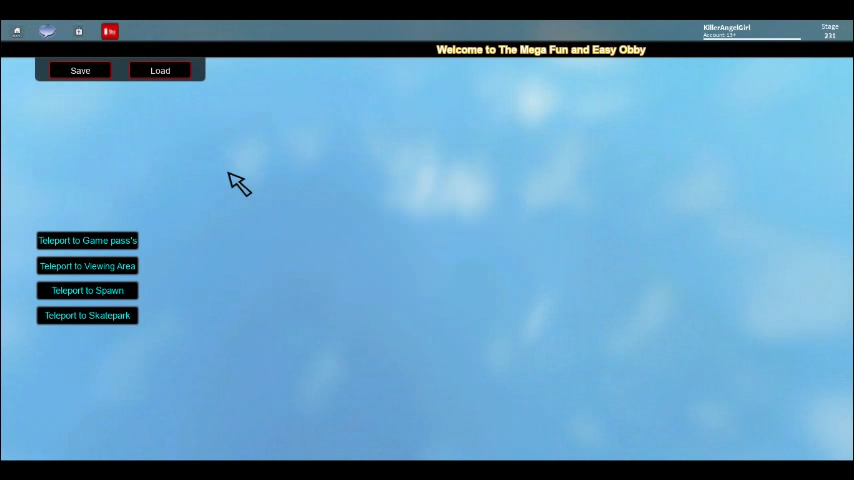 KillerAngelGirl
Account: 13+
Stage
231
Welcome to The Mega Fun and Easy Obby
Save
Load
Teleport to Game pass's
Teleport to Viewing Area
Teleport to Spawn
Teleport to Skatepark